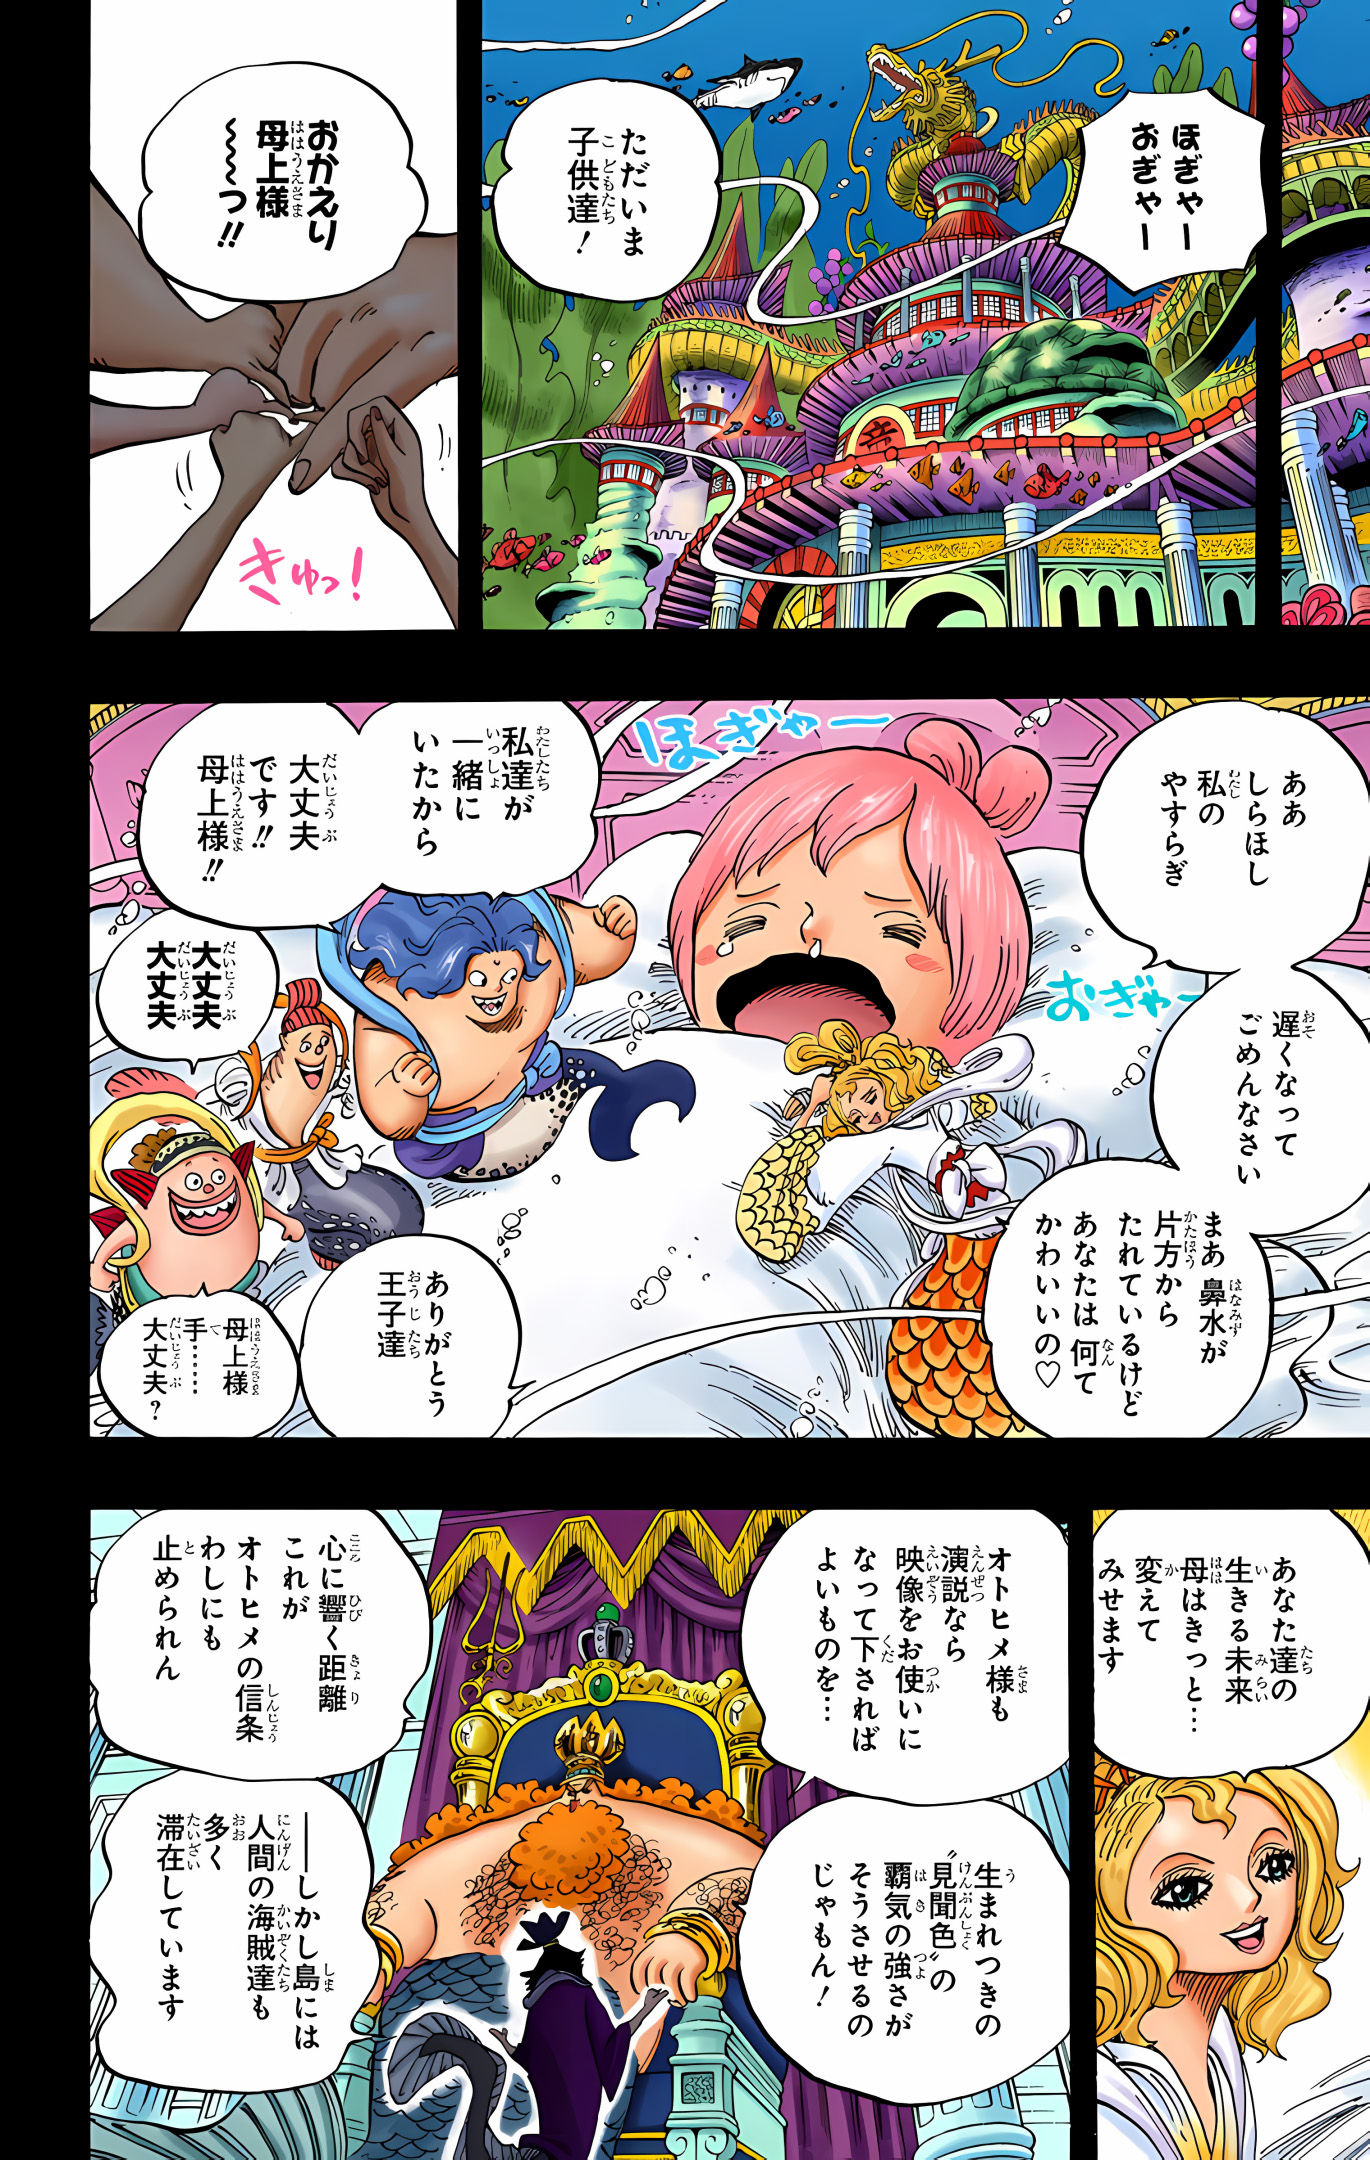 ほぎゃー
おぎゃー
ただいま
子供達!
おかえり
母上様
〜〜〜っ!!
きゅっ!
ああ
しらほし
私の
やすらぎ
遅くなって
ごめんなさい
まあ 鼻水が
片方から
たれているけど
あなたは 何て
かわいいの♡
ほぎゃー
おぎゃー
私達が
一緒に
いたから
大丈夫
です!!
母上様!!
大丈夫
大丈夫
ありがとう
王子達
母上様
手……
大丈夫?
あなた達の
生きる未来
母はきっと…
変えて
みせます
オトヒメ様も
演説なら
映像をお使いに
なって下されば
よいものを…
生まれつきの
〝見聞色〟の
覇気の強さが
そうさせるの
じゃもん!
心に響く距離
これが
オトヒメの信条
わしにも
止められん
――しかし島には
人間の海賊達も
多く
滞在しています